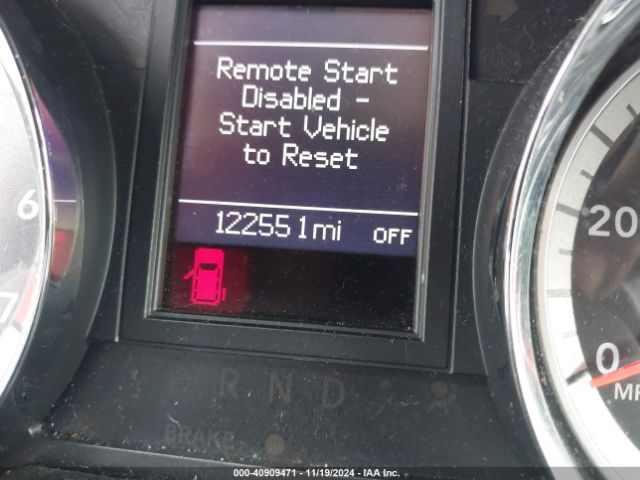 Remote Start
Disabled -
Start Vehicle
to Reset
122551mi OFF
6
7
20
0
R N D
BRAKE
000-40909471 - 11/19/2024 - IAA Inc.